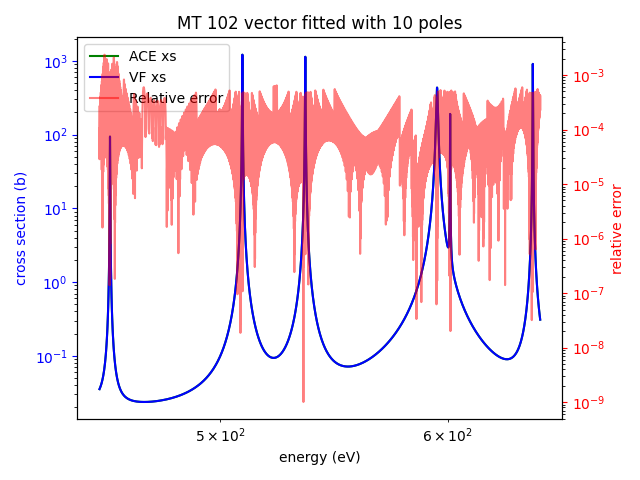 MT 102 vector fitted with 10 poles
ACE xs
VF xs
Relative error
cross section (b)
10³
10²
10¹
10⁰
10⁻¹
relative error
10⁻³
10⁻⁴
10⁻⁵
10⁻⁶
10⁻⁷
10⁻⁸
10⁻⁹
5 × 10² 6 × 10²
energy (eV)